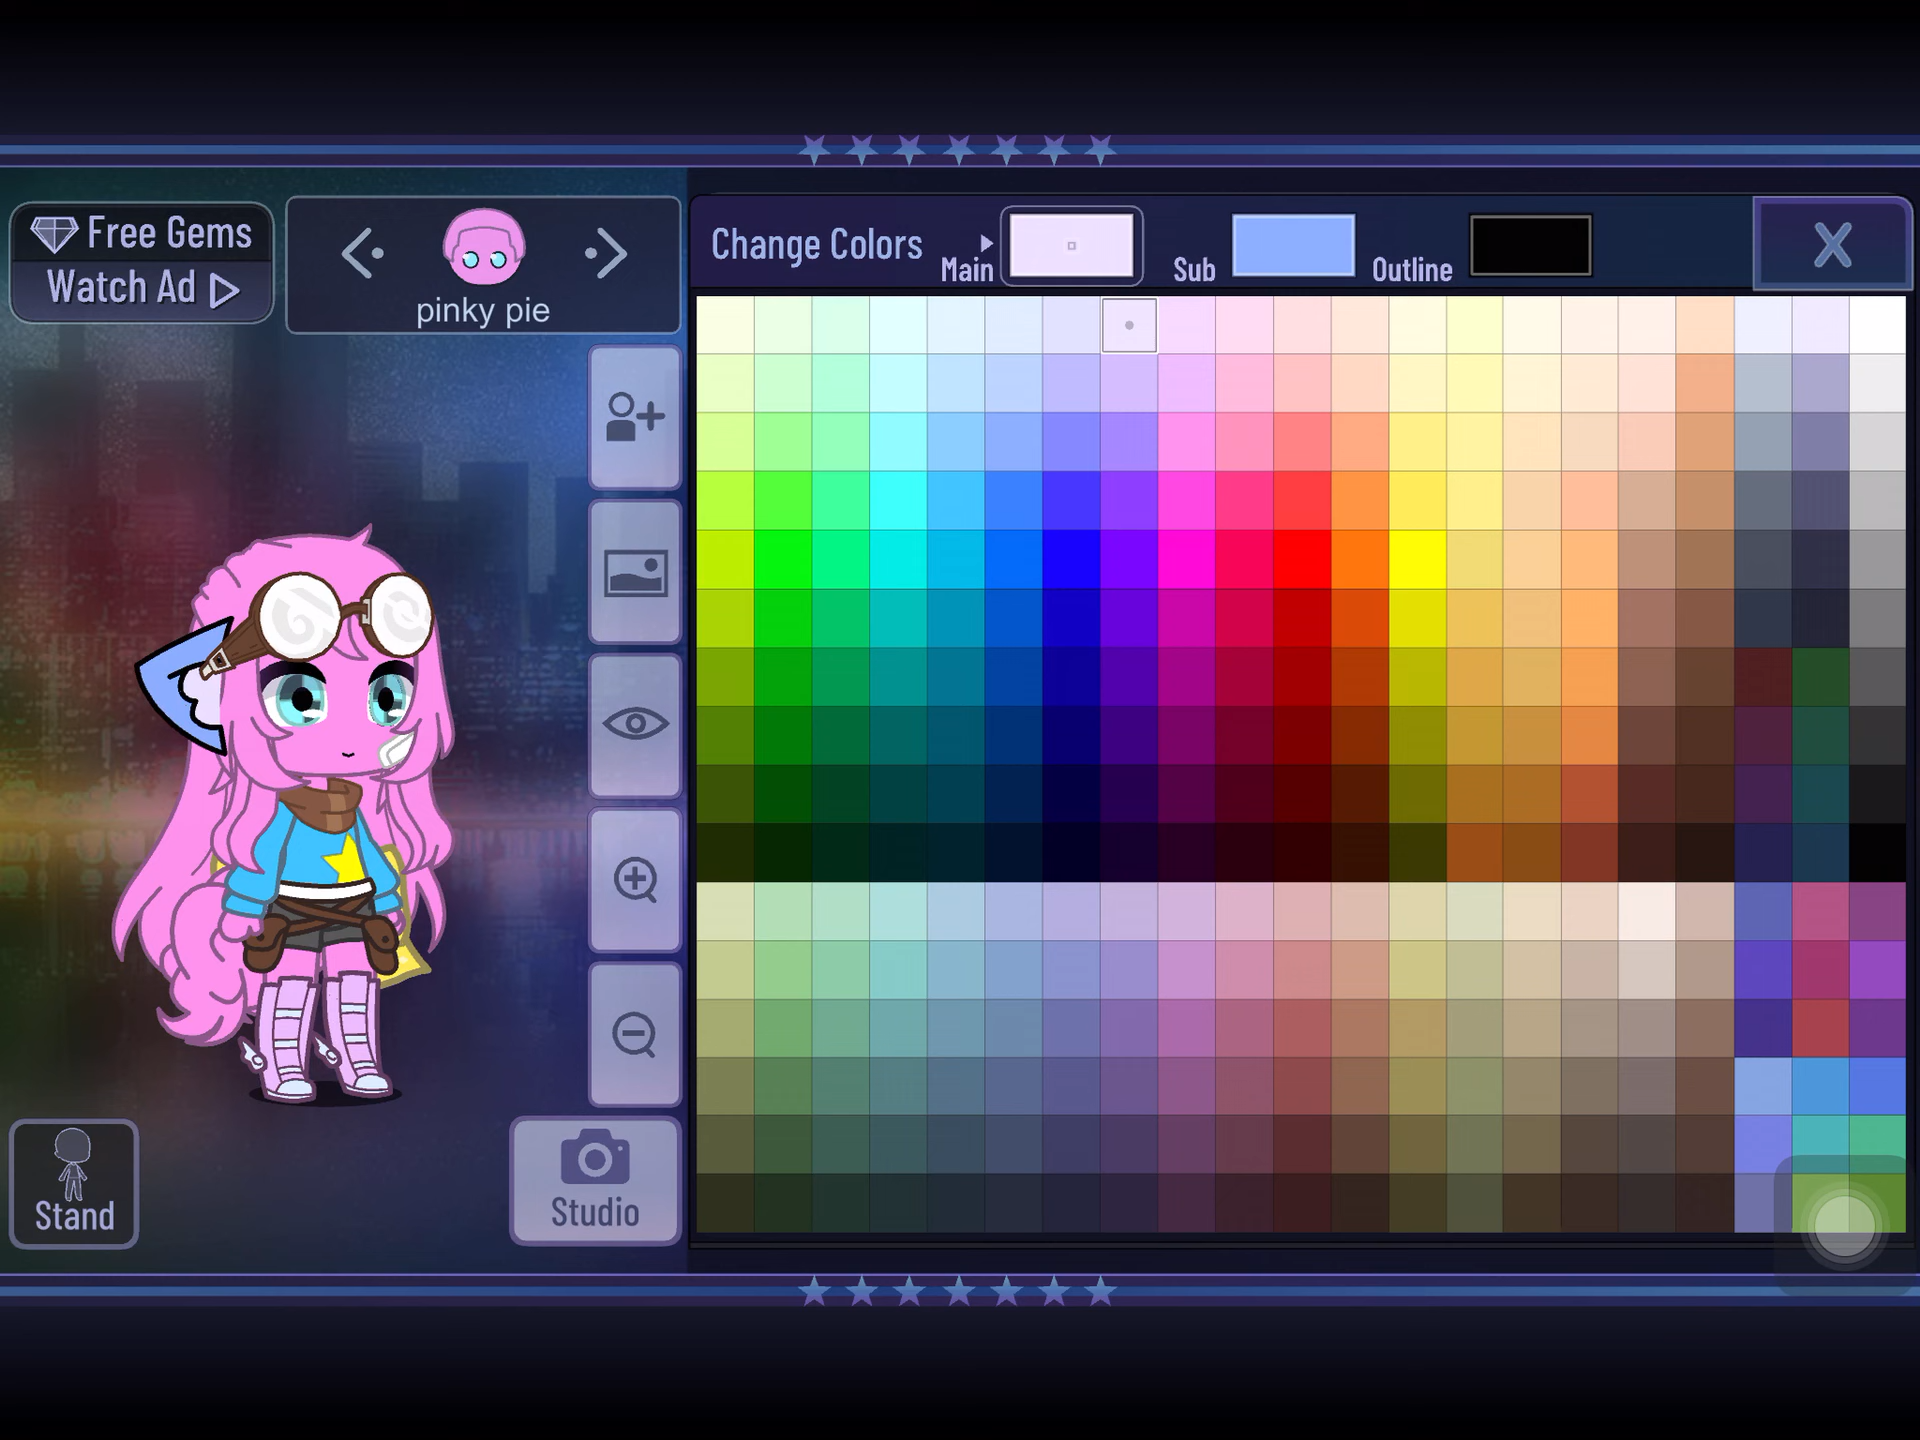 Free Gems
Watch Ad
pinky pie
Change Colors
Main
Sub
Outline
X
Stand
Studio